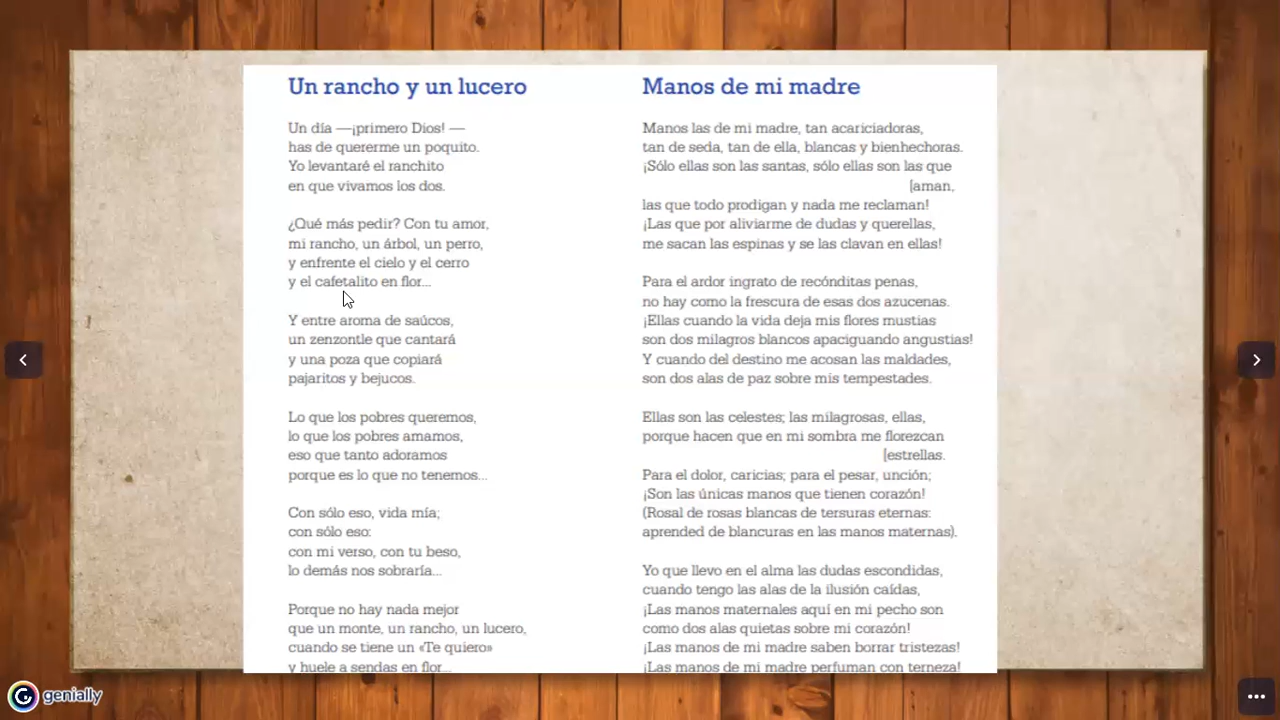 Un rancho y un lucero
Un día —¡primero Dios! —
has de quererme un poquito.
Yo levantaré el ranchito
en que vivamos los dos.
¿Qué más pedir? Con tu amor,
mi rancho, un árbol, un perro,
y enfrente el cielo y el cerro
y el cafetalito en flor...
Y entre aroma de saúcos,
un zenzontle que cantará
y una poza que copiará
pajaritos y bejucos.
Lo que los pobres queremos,
lo que los pobres amamos,
eso que tanto adoramos
porque es lo que no tenemos...
Con sólo eso, vida mía;
con sólo eso:
con mi verso, con tu beso,
lo demás nos sobraría...
Porque no hay nada mejor
que un monte, un rancho, un lucero,
cuando se tiene un «Te quiero»
y huele a sendas en flor...
Manos de mi madre
Manos las de mi madre, tan acariciadoras,
tan de seda, tan de ella, blancas y bienhechoras.
¡Sólo ellas son las santas, sólo ellas son las que
[aman,
las que todo prodigan y nada me reclaman!
¡Las que por aliviarme de dudas y querellas,
me sacan las espinas y se las clavan en ellas!
Para el ardor ingrato de recónditas penas,
no hay como la frescura de esas dos azucenas.
¡Ellas cuando la vida deja mis flores mustias
son dos milagros blancos apaciguando angustias!
Y cuando del destino me acosan las maldades,
son dos alas de paz sobre mis tempestades.
Ellas son las celestes; las milagrosas, ellas,
porque hacen que en mi sombra me florezcan
[estrellas.
Para el dolor, caricias; para el pesar, unción;
¡Son las únicas manos que tienen corazón!
(Rosal de rosas blancas de tersuras eternas:
aprended de blancuras en las manos maternas).
Yo que llevo en el alma las dudas escondidas,
cuando tengo las alas de la ilusión caídas,
¡Las manos maternales aquí en mi pecho son
como dos alas quietas sobre mi corazón!
¡Las manos de mi madre saben borrar tristezas!
¡Las manos de mi madre perfuman con terneza!
genially